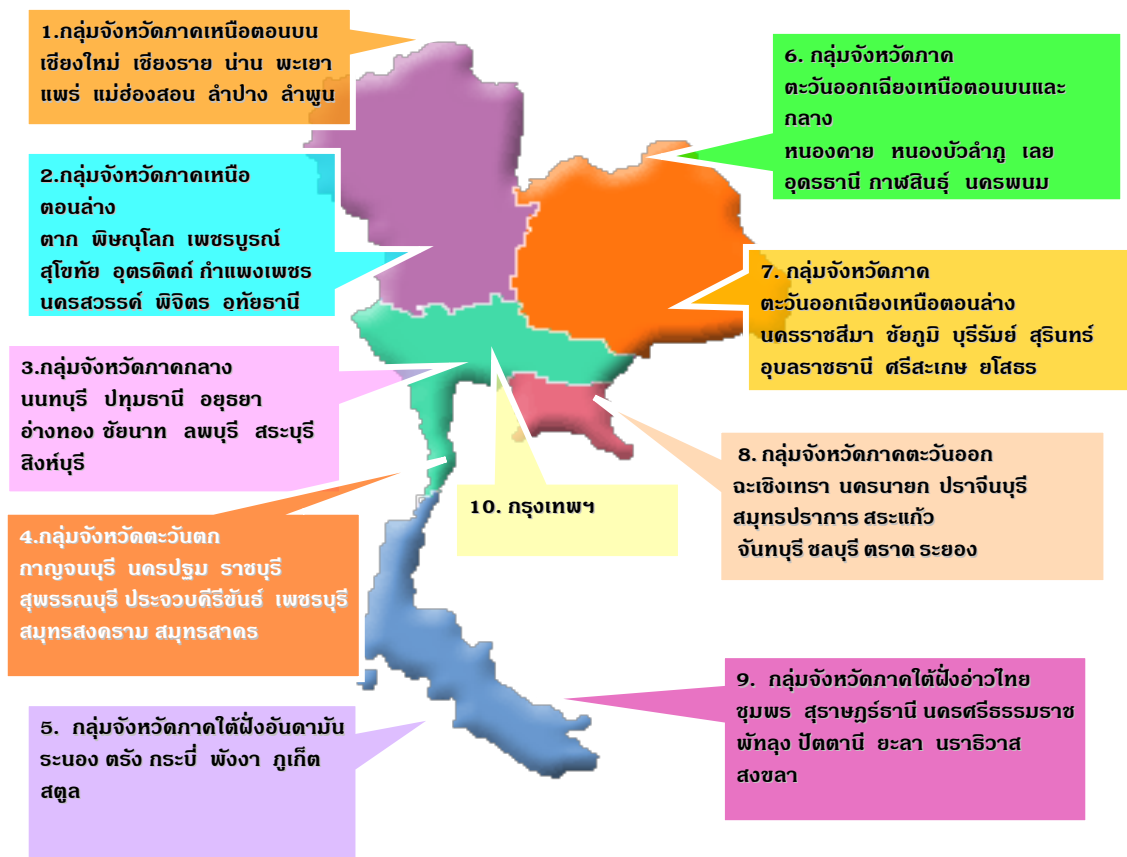 1.กลุ่มจังหวัดภาคเหนือตอนบน
เชียงใหม่ เชียงราย น่าน พะเยา
แพร่ แม่ฮ่องสอน ลำปาง ลำพูน
2.กลุ่มจังหวัดภาคเหนือ
ตอนล่าง
ตาก พิษณุโลก เพชรบูรณ์
สุโขทัย อุตรดิตถ์ กำแพงเพชร
นครสวรรค์ พิจิตร อุทัยธานี
3.กลุ่มจังหวัดภาคกลาง
นนทบุรี ปทุมธานี อยุธยา
อ่างทอง ชัยนาท ลพบุรี สระบุรี
สิงห์บุรี
4.กลุ่มจังหวัดตะวันตก
กาญจนบุรี นครปฐม ราชบุรี
สุพรรณบุรี ประจวบคีรีขันธ์ เพชรบุรี
สมุทรสงคราม สมุทรสาคร
5. กลุ่มจังหวัดภาคใต้ฝั่งอันดามัน
ระนอง ตรัง กระบี่ พังงา ภูเก็ต
สตูล
6. กลุ่มจังหวัดภาค
ตะวันออกเฉียงเหนือตอนบนและ
กลาง
หนองคาย หนองบัวลำภู เลย
อุดรธานี กาฬสินธุ์ นครพนม
7. กลุ่มจังหวัดภาค
ตะวันออกเฉียงเหนือตอนล่าง
นครราชสีมา ชัยภูมิ บุรีรัมย์ สุรินทร์
อุบลราชธานี ศรีสะเกษ ยโสธร
8. กลุ่มจังหวัดภาคตะวันออก
ฉะเชิงเทรา นครนายก ปราจีนบุรี
สมุทรปราการ สระแก้ว
จันทบุรี ชลบุรี ตราด ระยอง
9. กลุ่มจังหวัดภาคใต้ฝั่งอ่าวไทย
ชุมพร สุราษฎร์ธานี นครศรีธรรมราช
พัทลุง ปัตตานี ยะลา นราธิวาส
สงขลา
10. กรุงเทพฯ